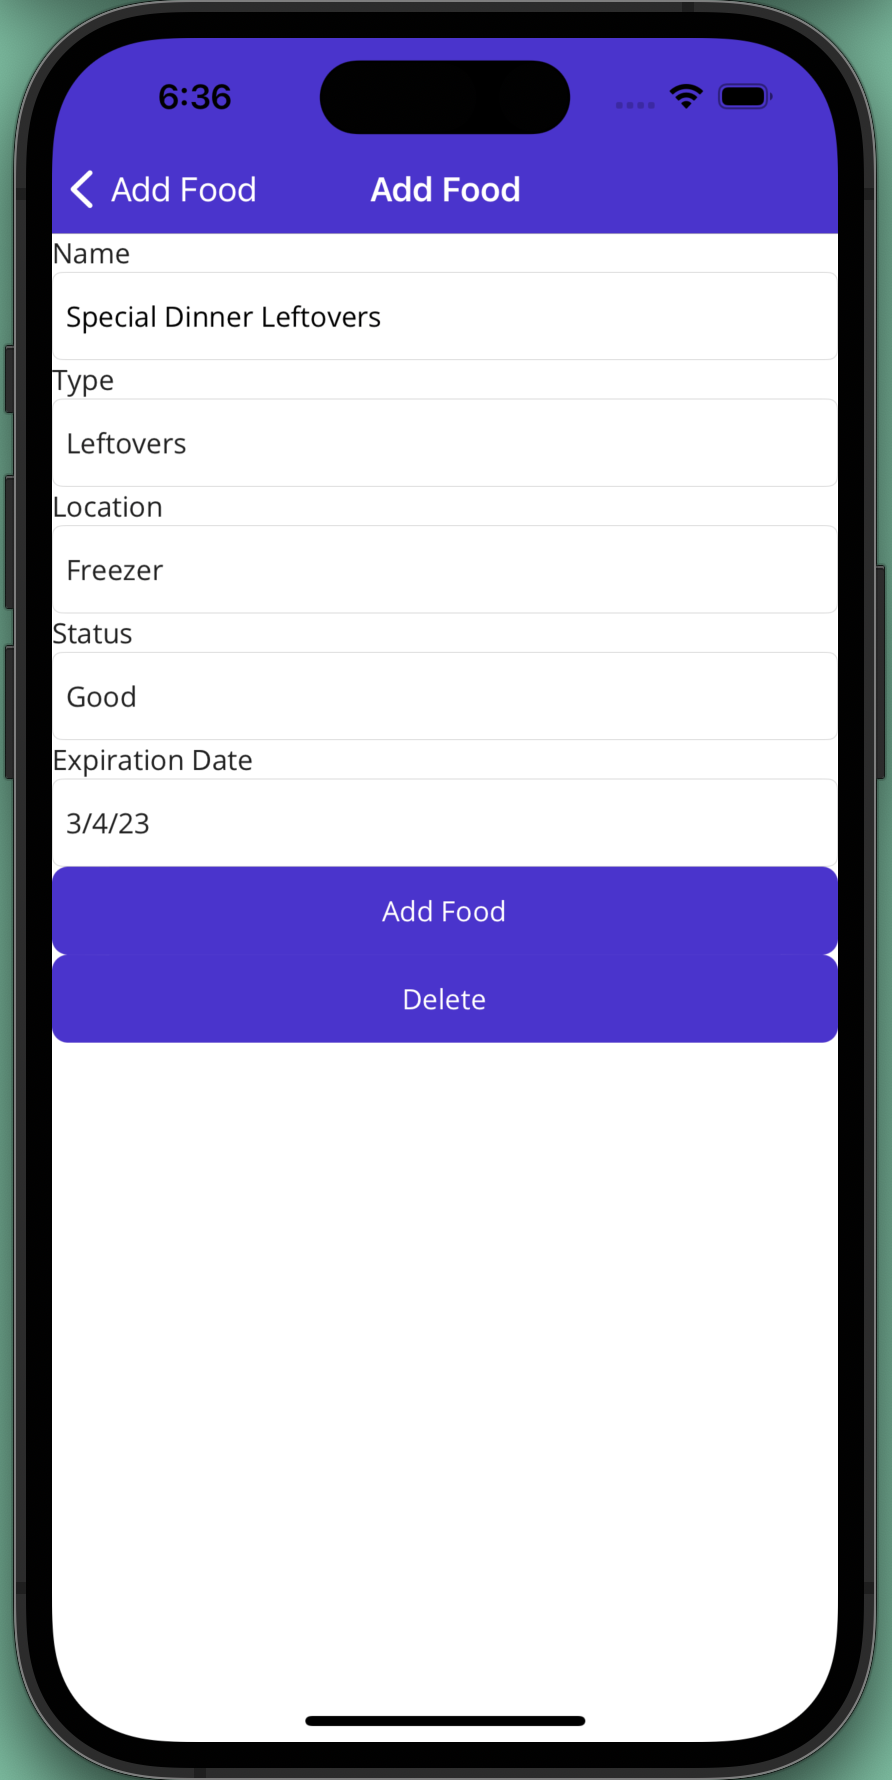 6:36
Add Food Add Food
Name
Special Dinner Leftovers
Type
Leftovers
Location
Freezer
Status
Good
Expiration Date
3/4/23
Add Food
Delete